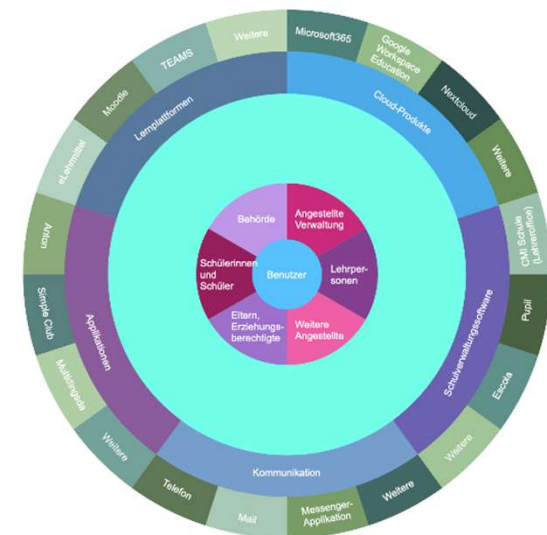 Microsoft365
Google
Workspace
Education
Nextcloud
Weitere
CMI Schule
(Lehreroffice)
Pupil
Escola
Weitere
Weitere
Messenger-
Applikation
Mail
Telefon
Weitere
Multidingsda
Simple Club
Anton
eLehrmittel
Moodle
TEAMS
Weitere
Cloud-Produkte
Schulverwaltungssoftware
Kommunikation
Applikationen
Lernplattformen
Angestellte
Verwaltung
Lehrper-
sonen
Weitere
Angestellte
Eltern,
Erziehungs-
berechtigte
Schülerinnen
und
Schüler
Behörde
Benutzer